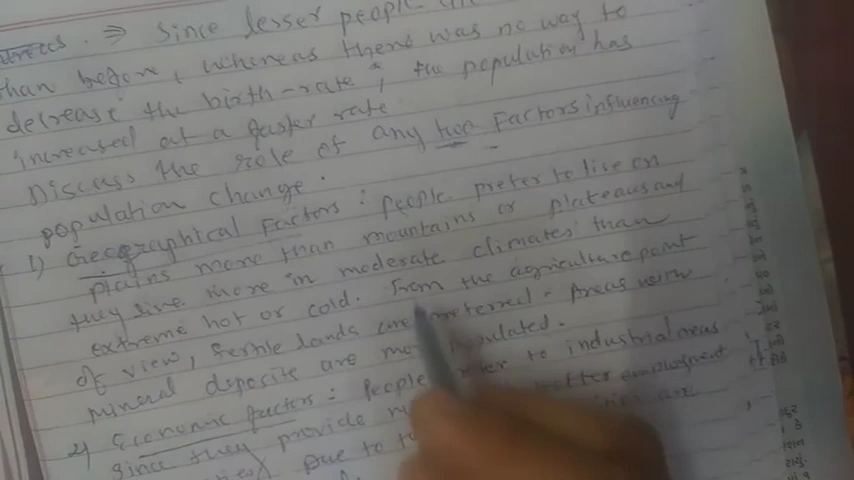 ⇒ Since lesser people
than before, whereas there was no way to
decrease the birth-rate, the population has
increased at a faster rate
Discuss the role of any two Factors influencing
population change.
1) Geographical Factors: people prefer to live on
plains more than mountains or plateaus and
they live more in moderate climates than
extreme hot or cold. From the agriculture point
of view, fertile lands are preferred. Areas with
mineral deposits are
2) Economic factors: People to industrial areas
since they provide better employment
Due to are